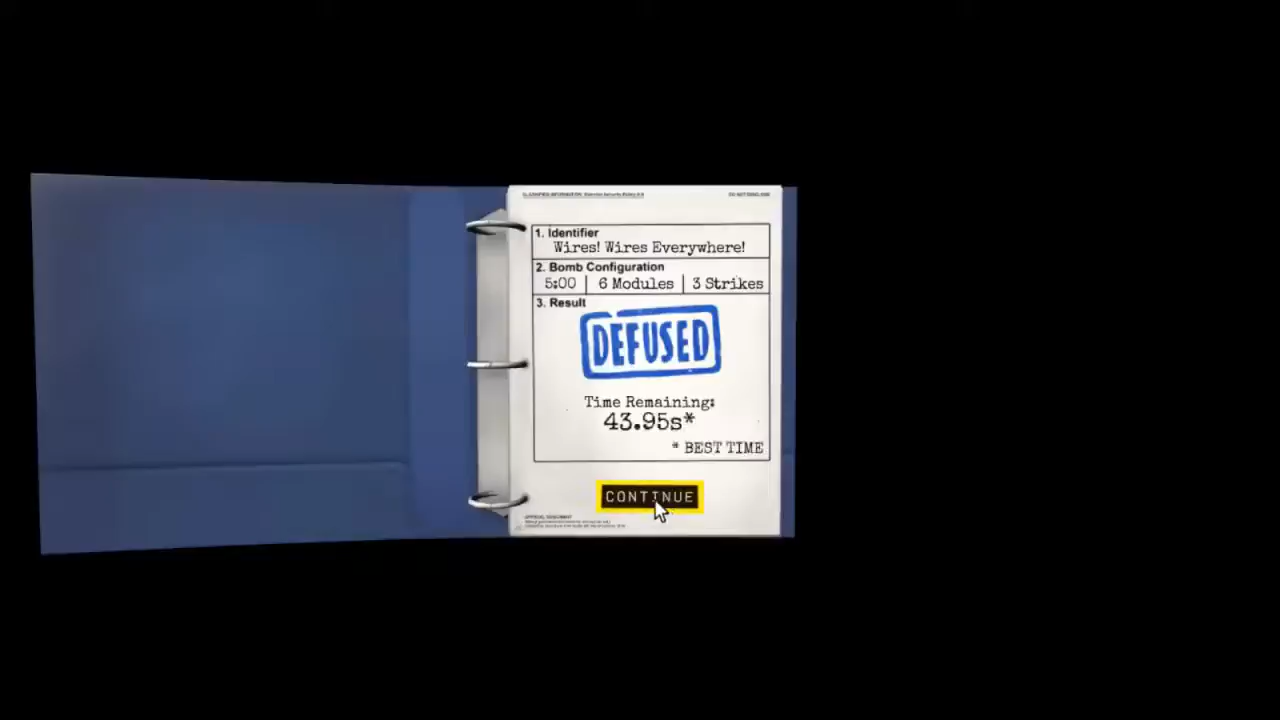 1. Identifier
Wires! Wires Everywhere!
2. Bomb Configuration
5:00 | 6 Modules | 3 Strikes
3. Result
DEFUSED
Time Remaining:
43.95s*
* BEST TIME
CONTINUE